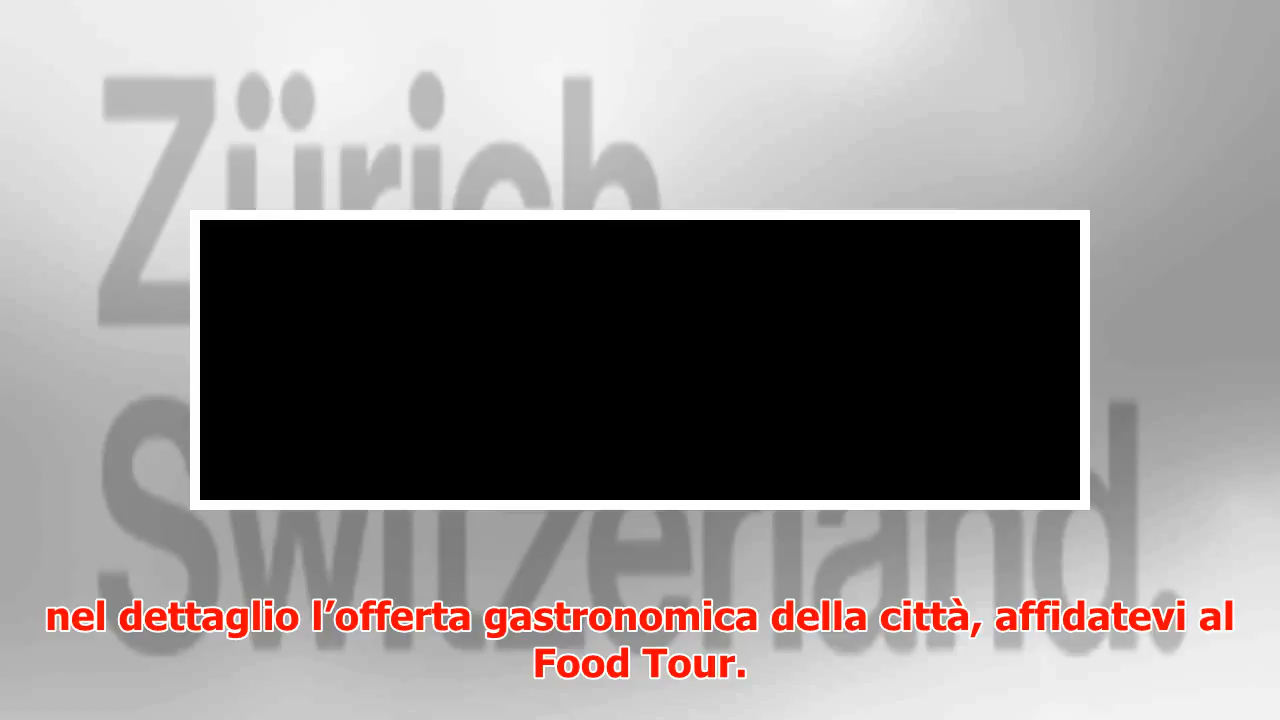 Zürich
Switzerland.
nel dettaglio l’offerta gastronomica della città, affidatevi al
Food Tour.